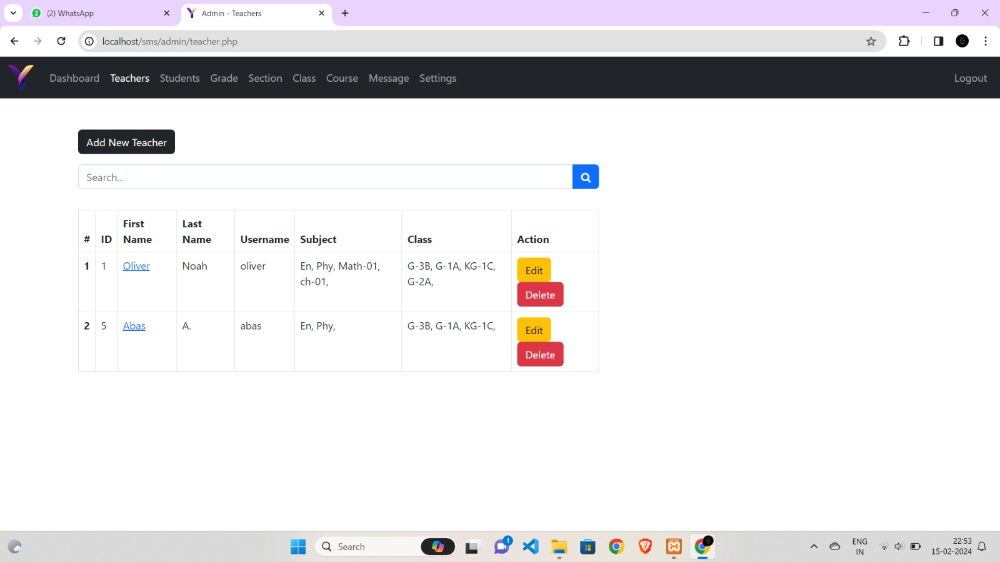 (2) WhatsApp
Admin - Teachers
localhost/sms/admin/teacher.php
Dashboard Teachers Students Grade Section Class Course Message Settings Logout
Add New Teacher
Search...
# ID First Name Last Name Username Subject Class Action
1 1 Oliver Noah oliver En, Phy, Math-01, G-3B, G-1A, KG-1C, Edit
ch-01, G-2A,
Delete
2 5 Abas A. abas En, Phy, G-3B, G-1A, KG-1C, Edit
Delete
Search
1
ENG
IN
22:53
15-02-2024